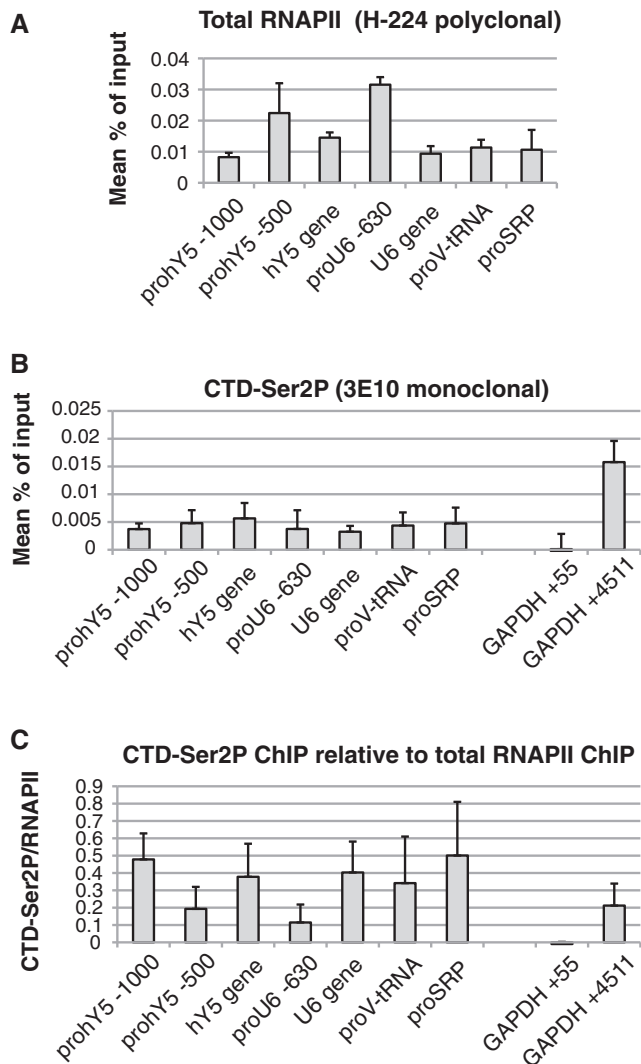 A
Total RNAPII (H-224 polyclonal)
Mean % of input
0.04
0.03
0.02
0.01
0
prohY5 -1000
prohY5 -500
hY5 gene
proU6 -630
U6 gene
proV-tRNA
proSRP
B
CTD-Ser2P (3E10 monoclonal)
Mean % of input
0.025
0.02
0.015
0.01
0.005
0
prohY5 -1000
prohY5 -500
hY5 gene
proU6 -630
U6 gene
proV-tRNA
proSRP
GAPDH +55
GAPDH +4511
C
CTD-Ser2P ChIP relative to total RNAPII ChIP
CTD-Ser2P/RNAPII
0.9
0.8
0.7
0.6
0.5
0.4
0.3
0.2
0.1
0
prohY5 -1000
prohY5 -500
hY5 gene
proU6 -630
U6 gene
proV-tRNA
proSRP
GAPDH +55
GAPDH +4511